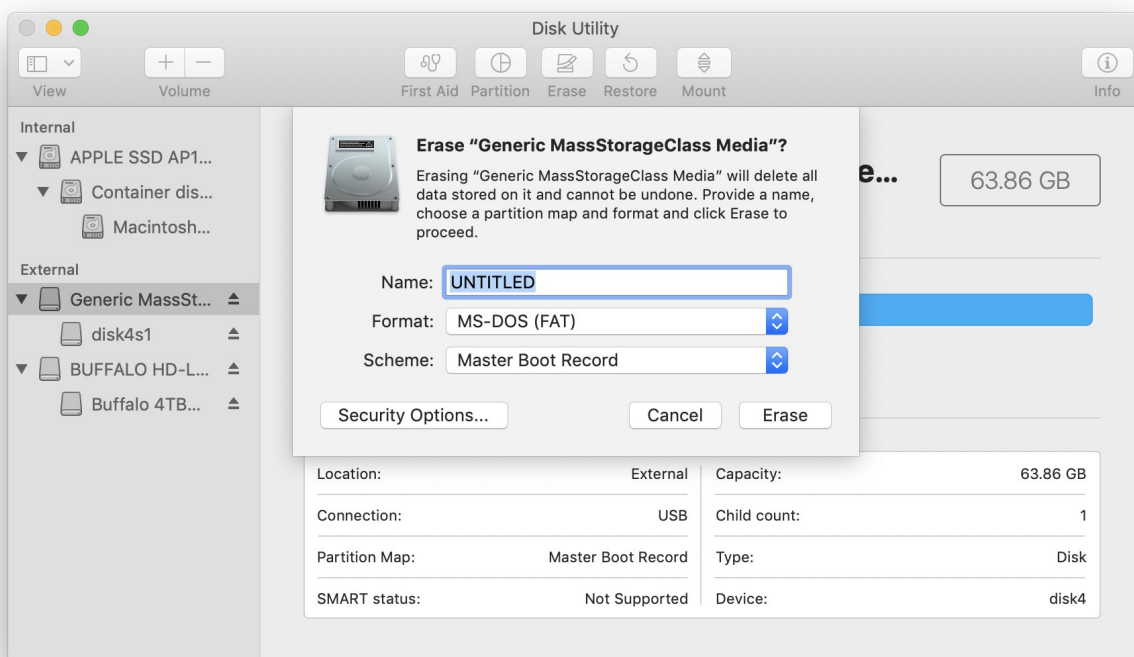 Disk Utility
View
Volume
First Aid Partition Erase Restore Mount
Info
Internal
APPLE SSD AP1...
Container dis...
Macintosh...
External
Generic MassSt...
disk4s1
BUFFALO HD-L...
Buffalo 4TB...
e...
63.86 GB
Erase “Generic MassStorageClass Media”?
Erasing “Generic MassStorageClass Media” will delete all
data stored on it and cannot be undone. Provide a name,
choose a partition map and format and click Erase to
proceed.
Name: UNTITLED
Format: MS-DOS (FAT)
Scheme: Master Boot Record
Security Options... Cancel Erase
Location: External Capacity: 63.86 GB
Connection: USB Child count: 1
Partition Map: Master Boot Record Type: Disk
SMART status: Not Supported Device: disk4